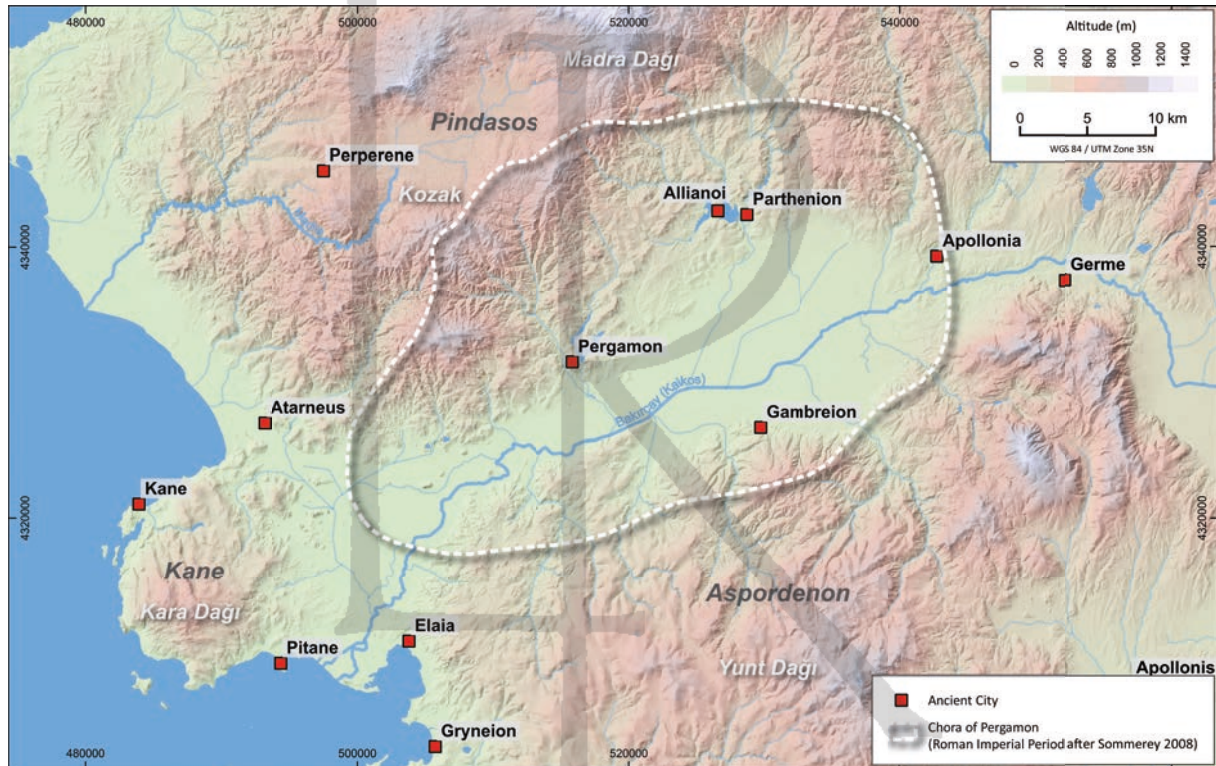 480000
500000
520000
540000
Altitude (m)
0
200
400
600
800
1000
1200
1400
0
5
10 km
WGS 84 / UTM Zone 35N
Madra Dağı
Pindasos
Perperene
Kozak
Allianoi
Parthenion
4340000
4340000
Apollonia
Germe
Pergamon
Bakırçay (Kaikos)
Atarneus
Gambreion
Kane
4320000
4320000
Kane
Kara Dağı
Aspordenon
Elaia
Pitane
Yunt Dağı
Apollonis
Gryneion
Ancient City
Chora of Pergamon
(Roman Imperial Period after Sommerey 2008)
480000
500000
520000